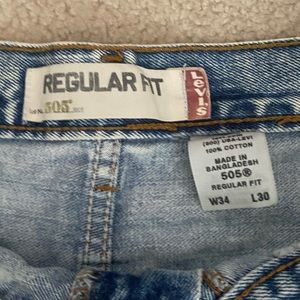 REGULAR FIT
505
Levi's
(800) USA-LEVI
100% COTTON
MADE IN
BANGLADESH
505®
REGULAR FIT
W34 L30